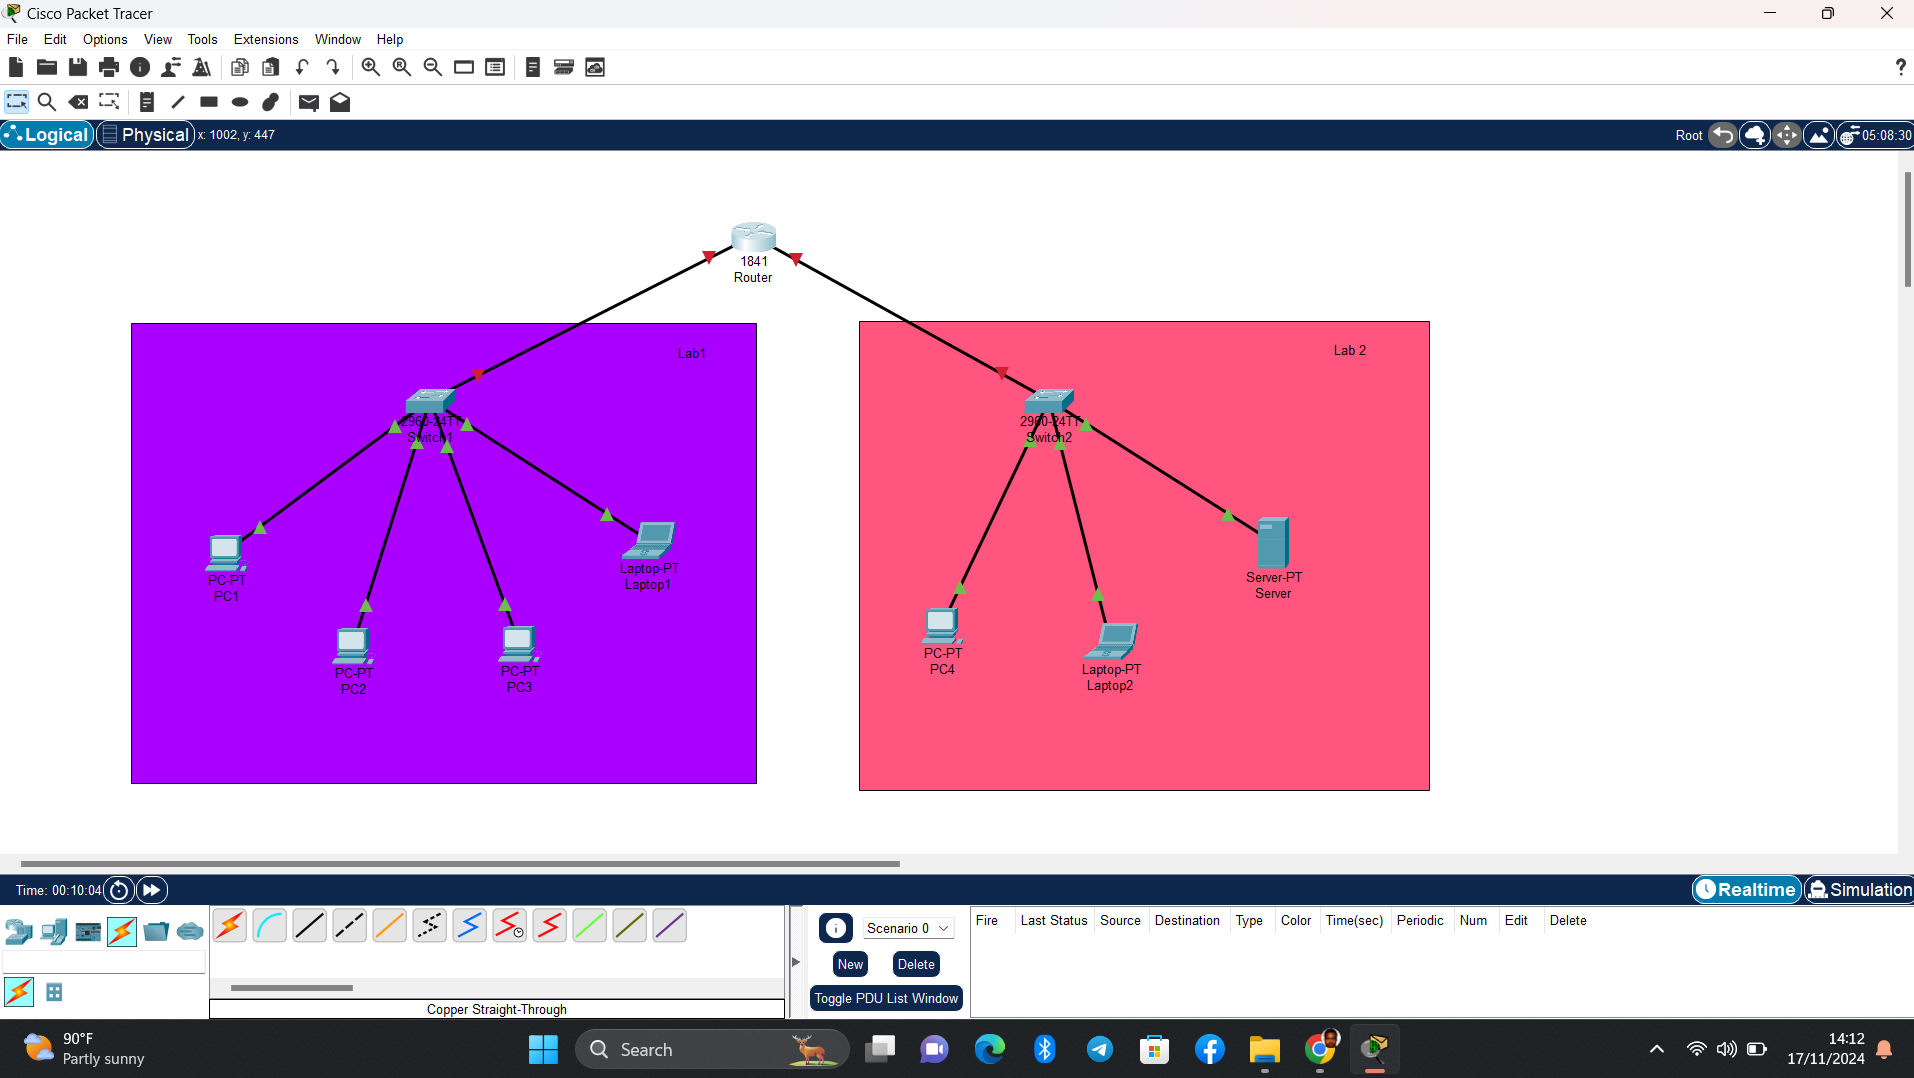 Cisco Packet Tracer
File Edit Options View Tools Extensions Window Help
?
Logical Physical x: 1002, y: 447 Root 05:08:30
1841
Router
Lab1
Lab 2
2960-24TT
Switch1
2960-24TT
Switch2
PC-PT
PC1
Laptop-PT
Laptop1
Server-PT
Server
PC-PT
PC2
PC-PT
PC3
PC-PT
PC4
Laptop-PT
Laptop2
Time: 00:10:04 Realtime Simulation
Scenario 0
New Delete
Toggle PDU List Window
Fire Last Status Source Destination Type Color Time(sec) Periodic Num Edit Delete
Copper Straight-Through
90°F
Partly sunny
Search
14:12
17/11/2024